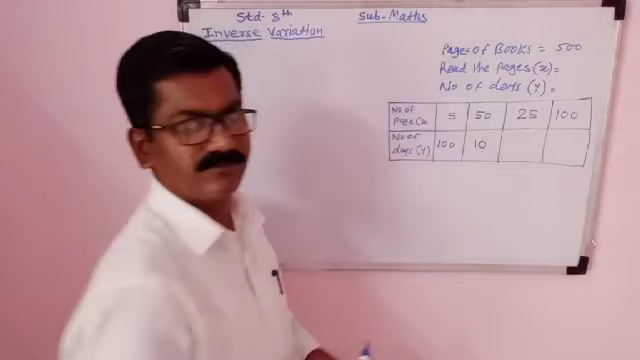 Std- 8th Sub-Maths
Inverse Variation
Page of Books = 500
Read the Pages (x)=
No of days (y) =
No of Page(x 5 50 25 100
No of days(y) 100 10